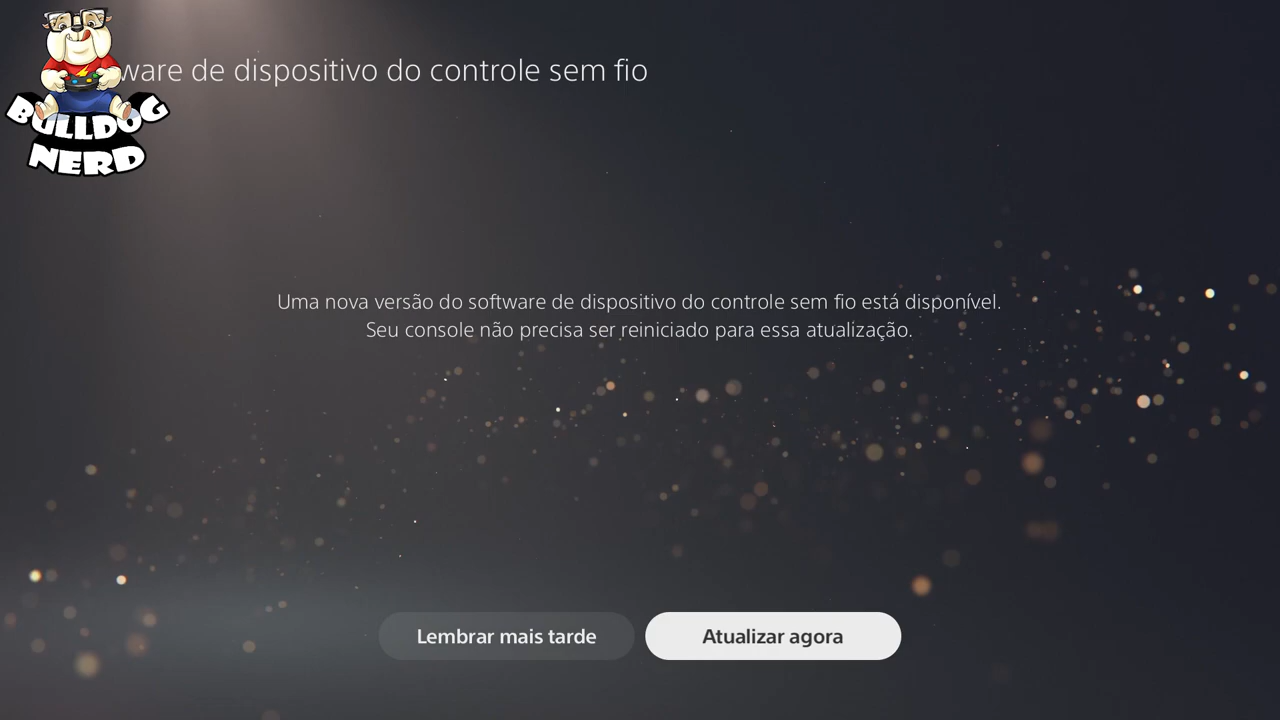 ware de dispositivo do controle sem fio
BULLDOG
NERD
Uma nova versão do software de dispositivo do controle sem fio está disponível.
Seu console não precisa ser reiniciado para essa atualização.
Lembrar mais tarde
Atualizar agora